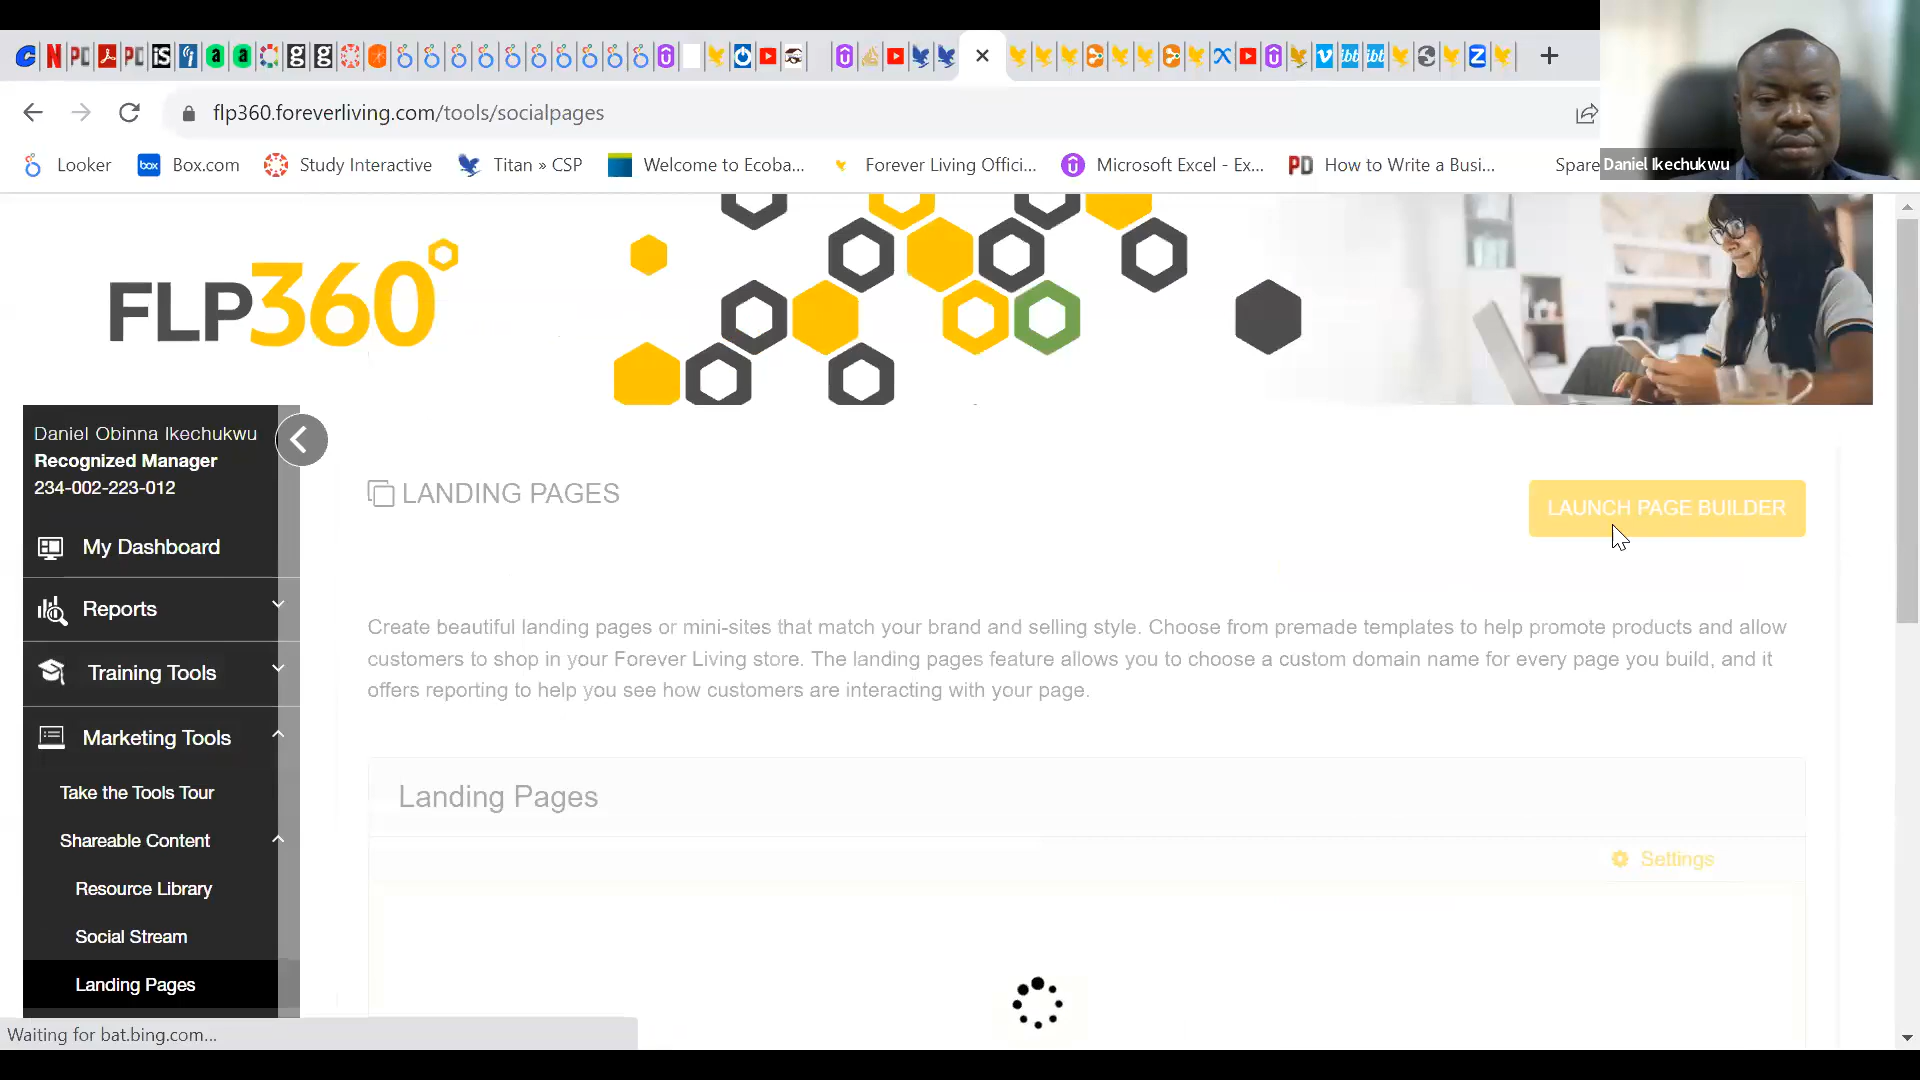 flp360.foreverliving.com/tools/socialpages
Looker
Box.com
Study Interactive
Titan » CSP
Welcome to Ecoba...
Forever Living Offici...
Microsoft Excel - Ex...
How to Write a Busi...
Spare
Daniel Ikechukwu
FLP360
Daniel Obinna Ikechukwu
Recognized Manager
234-002-223-012
My Dashboard
Reports
Training Tools
Marketing Tools
Take the Tools Tour
Shareable Content
Resource Library
Social Stream
Landing Pages
LANDING PAGES
LAUNCH PAGE BUILDER
Create beautiful landing pages or mini-sites that match your brand and selling style. Choose from premade templates to help promote products and allow
customers to shop in your Forever Living store. The landing pages feature allows you to choose a custom domain name for every page you build, and it
offers reporting to help you see how customers are interacting with your page.
Landing Pages
Settings
Waiting for bat.bing.com...